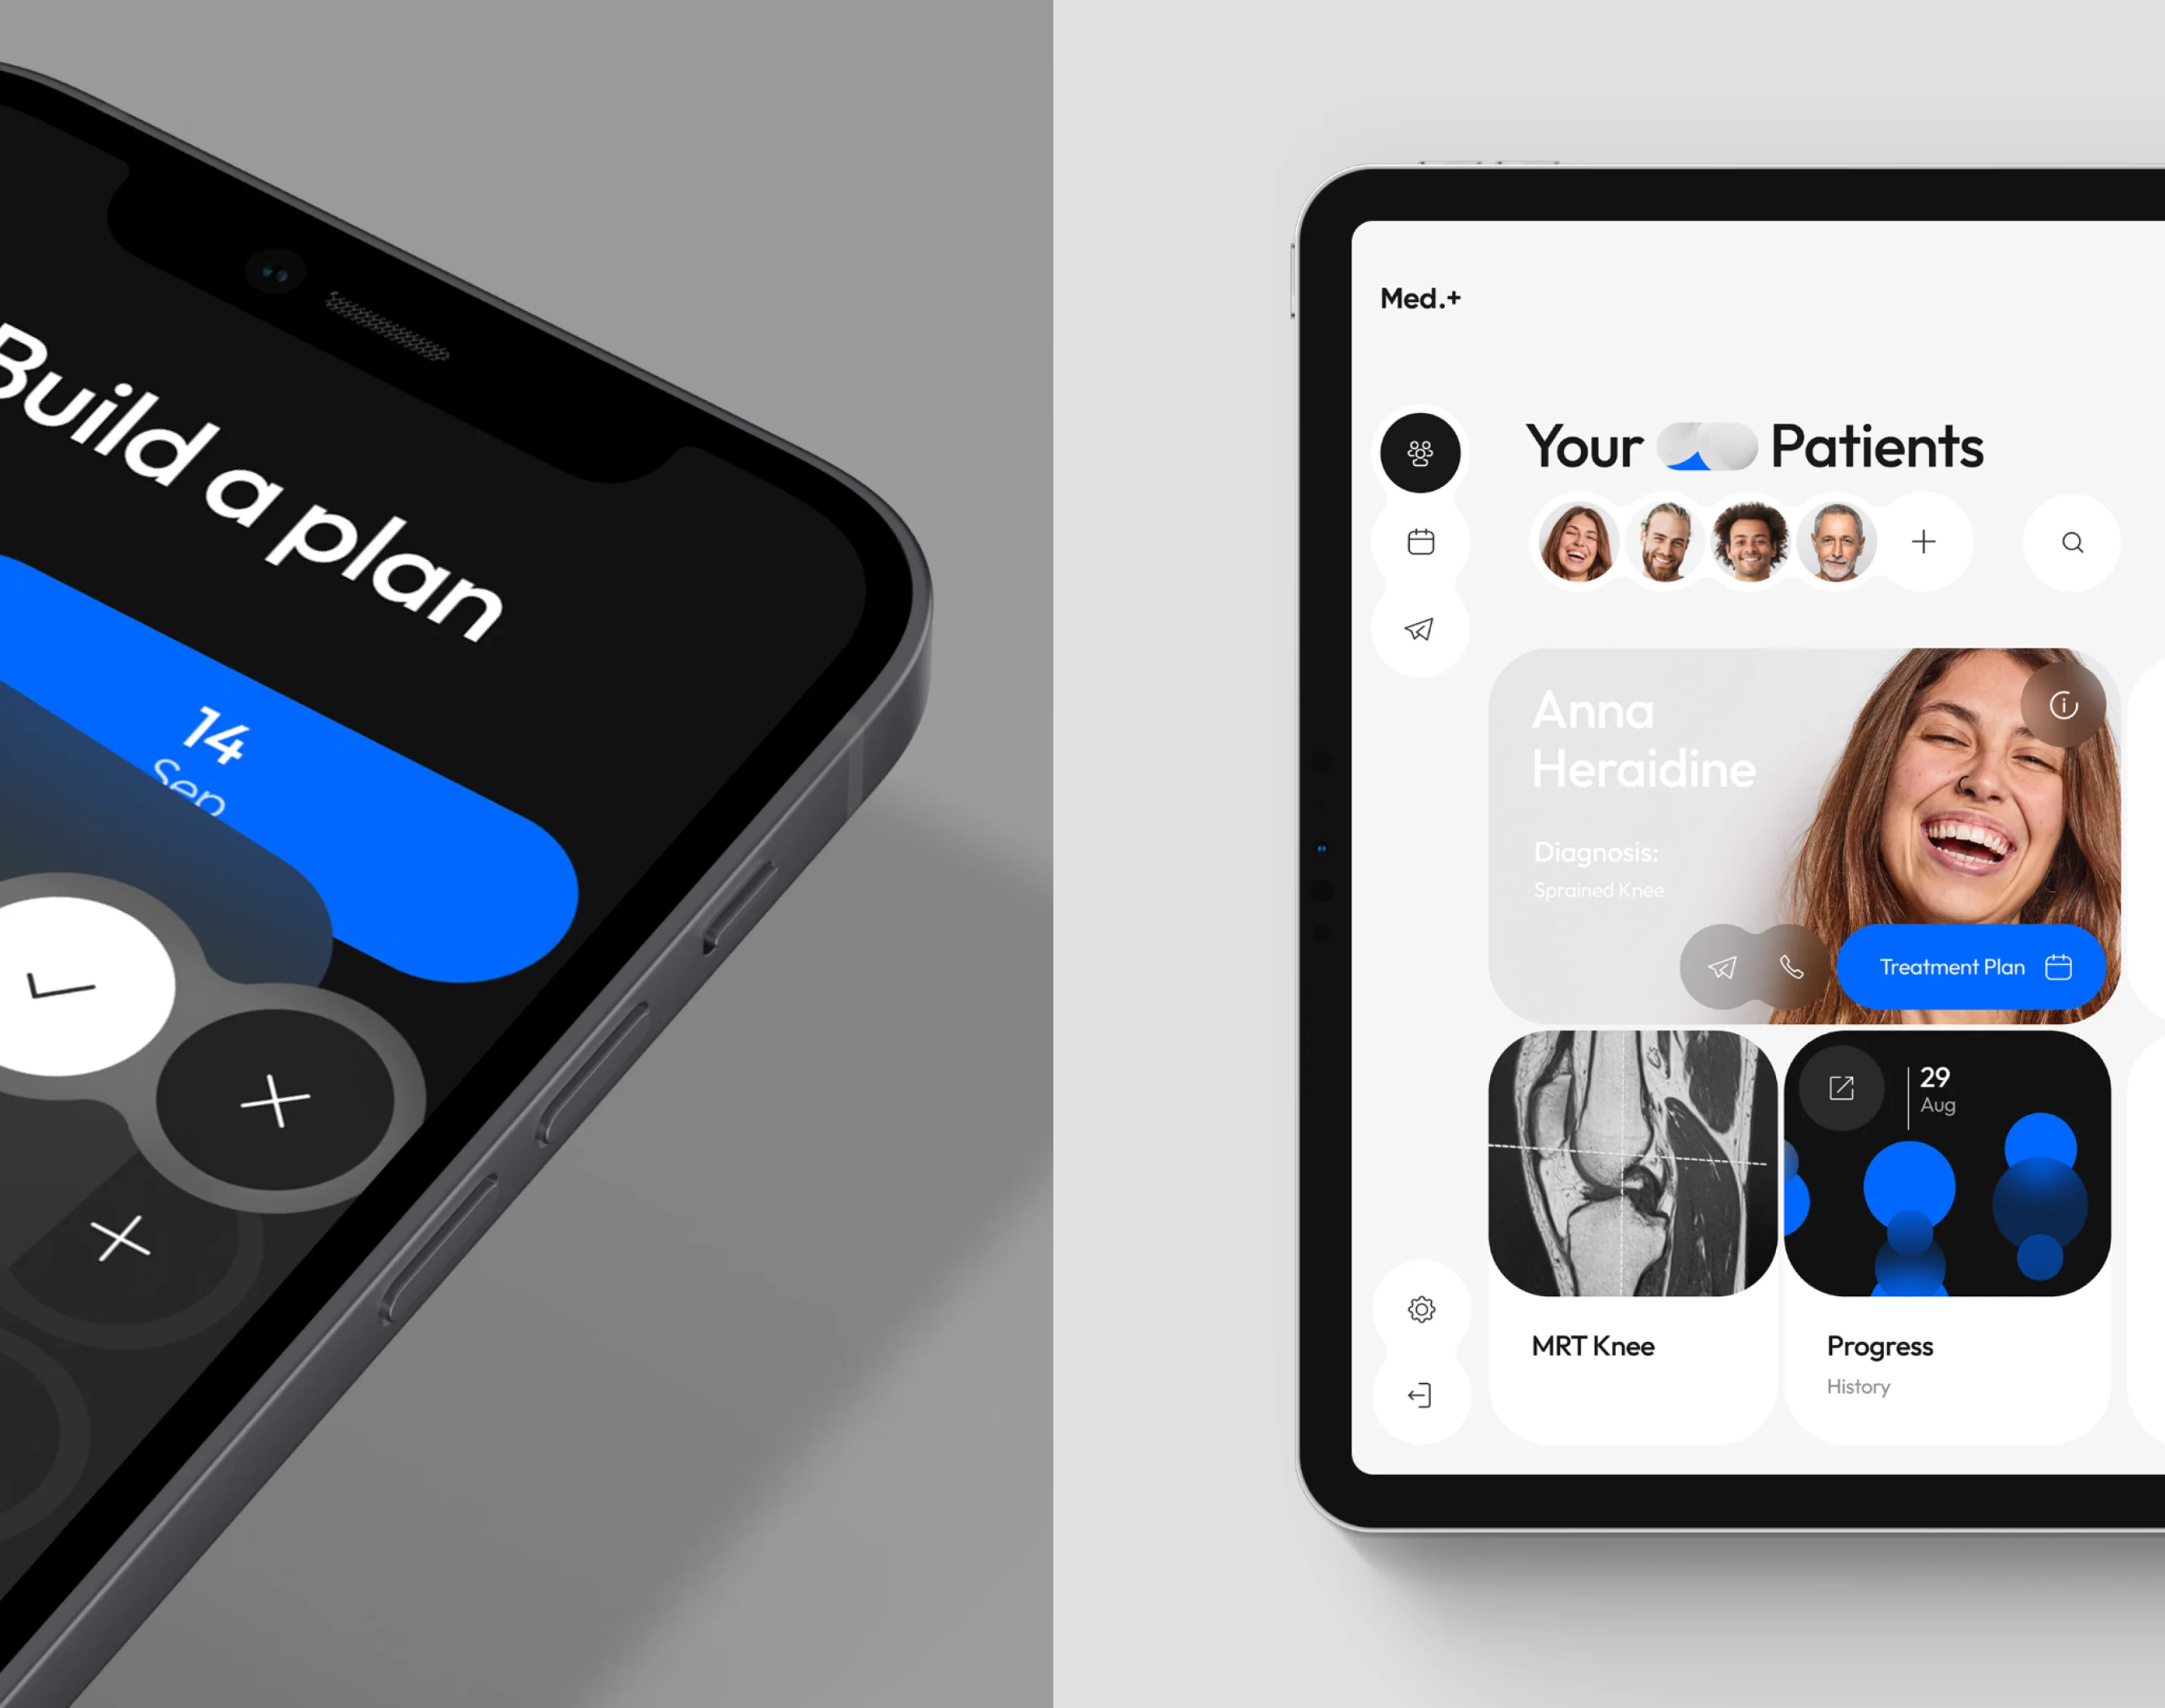 Build a plan
14
Sep
Med.+
Your Patients
Anna
Heraidine
Diagnosis:
Sprained Knee
Treatment Plan
29
Aug
MRT Knee
Progress
History